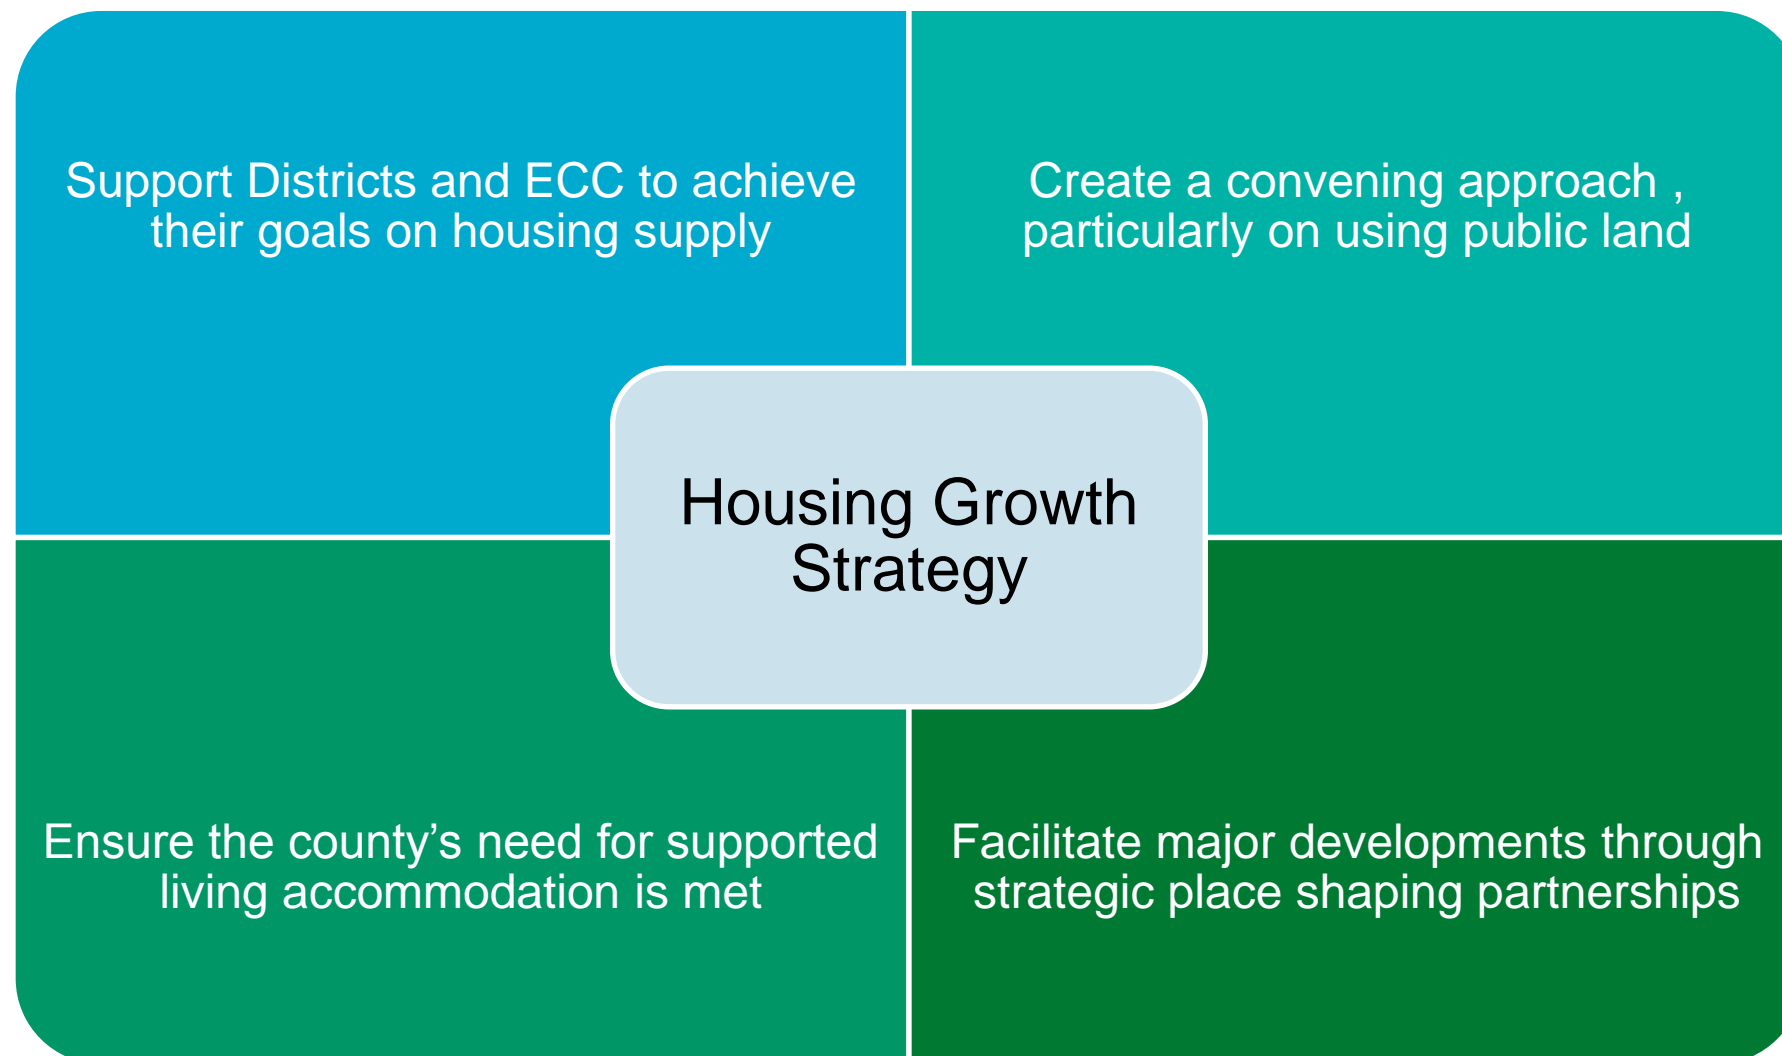 Support Districts and ECC to achieve
their goals on housing supply
Create a convening approach ,
particularly on using public land
Housing Growth
Strategy
Ensure the county’s need for supported
living accommodation is met
Facilitate major developments through
strategic place shaping partnerships